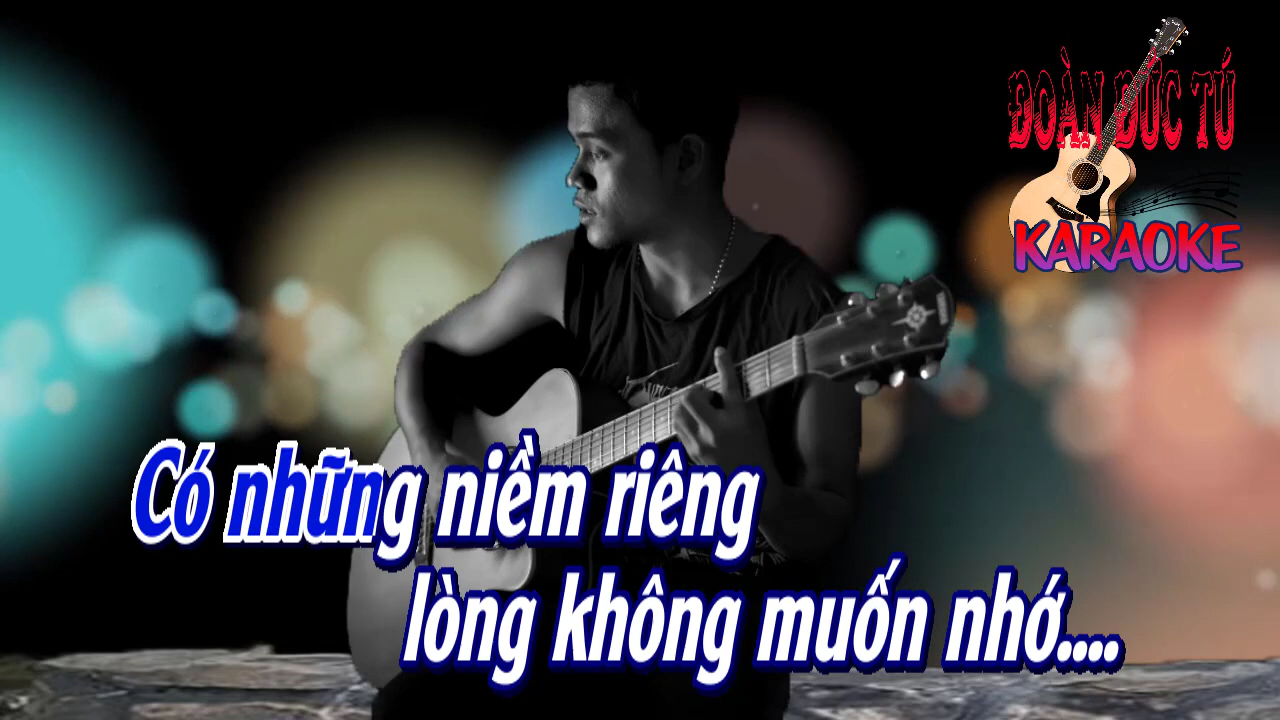 ĐOÀN ĐỨC TÚ
KARAOKE
Có những niềm riêng
lòng không muốn nhớ....